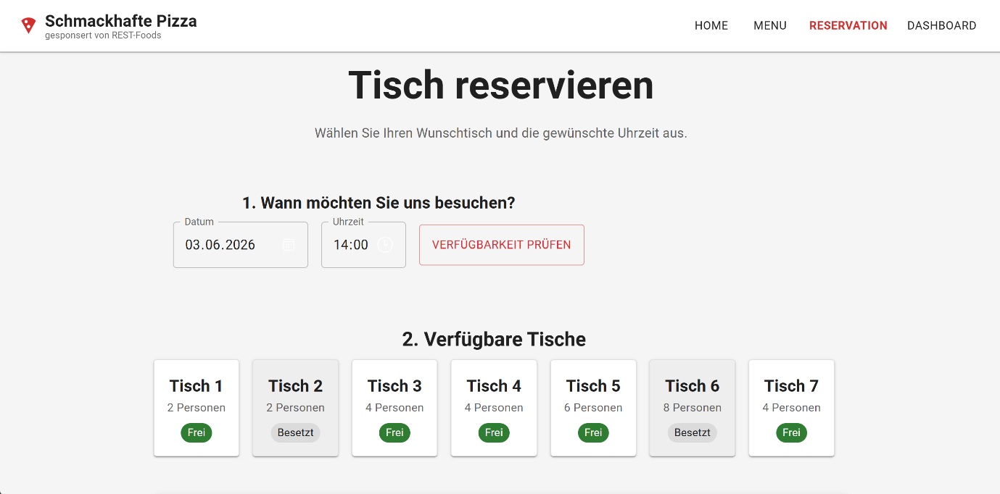 Schmackhafte Pizza
gesponsert von REST-Foods
HOME MENU RESERVATION DASHBOARD
Tisch reservieren
Wählen Sie Ihren Wunschtisch und die gewünschte Uhrzeit aus.
1. Wann möchten Sie uns besuchen?
Datum Uhrzeit
03.06.2026 14:00 VERFÜGBARKEIT PRÜFEN
2. Verfügbare Tische
Tisch 1 Tisch 2 Tisch 3 Tisch 4 Tisch 5 Tisch 6 Tisch 7
2 Personen 2 Personen 4 Personen 4 Personen 6 Personen 8 Personen 4 Personen
Frei Besetzt Frei Frei Frei Besetzt Frei